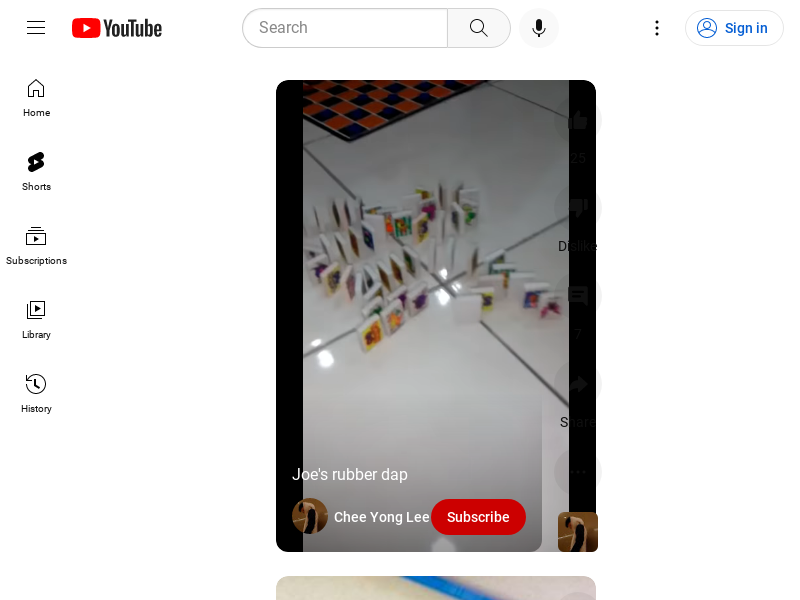 YouTube
Search
Sign in
Home
Shorts
Subscriptions
Library
History
25
Dislike
7
Share
Joe's rubber dap
Chee Yong Lee
Subscribe